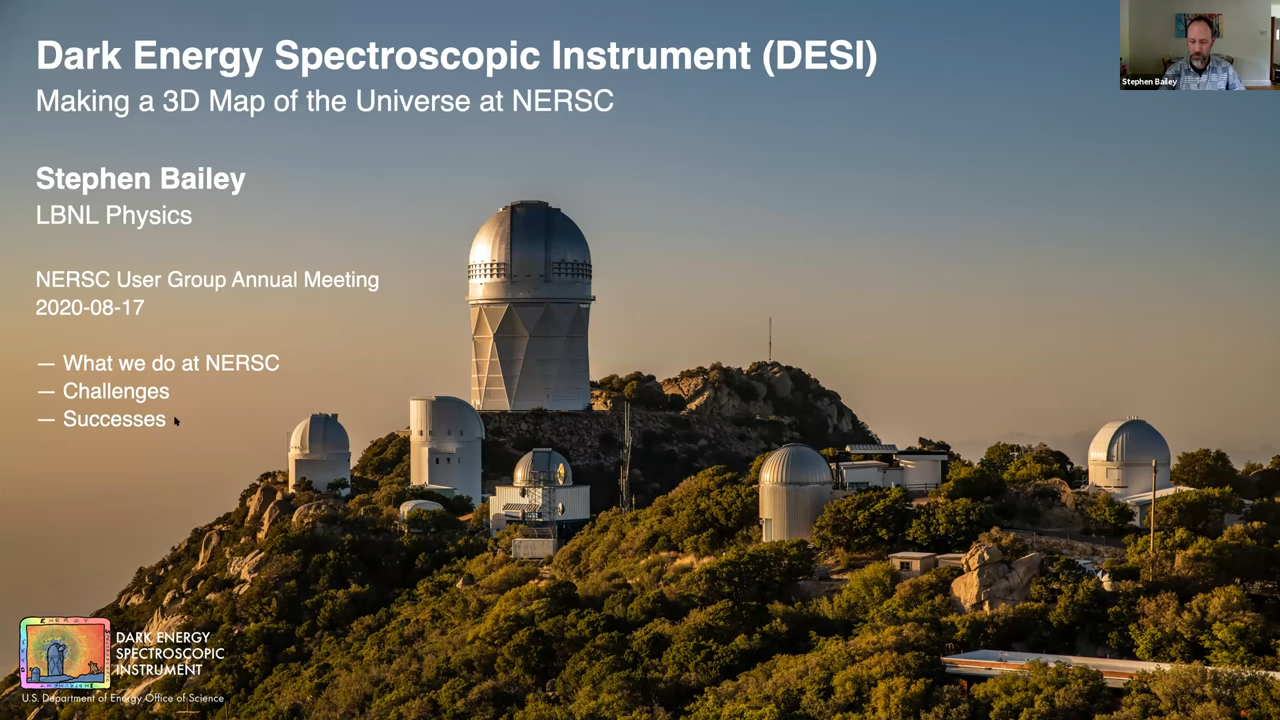 Dark Energy Spectroscopic Instrument (DESI)
Making a 3D Map of the Universe at NERSC
Stephen Bailey
Stephen Bailey
LBNL Physics
NERSC User Group Annual Meeting
2020-08-17
— What we do at NERSC
— Challenges
— Successes
DARK ENERGY
SPECTROSCOPIC
INSTRUMENT
U.S. Department of Energy Office of Science